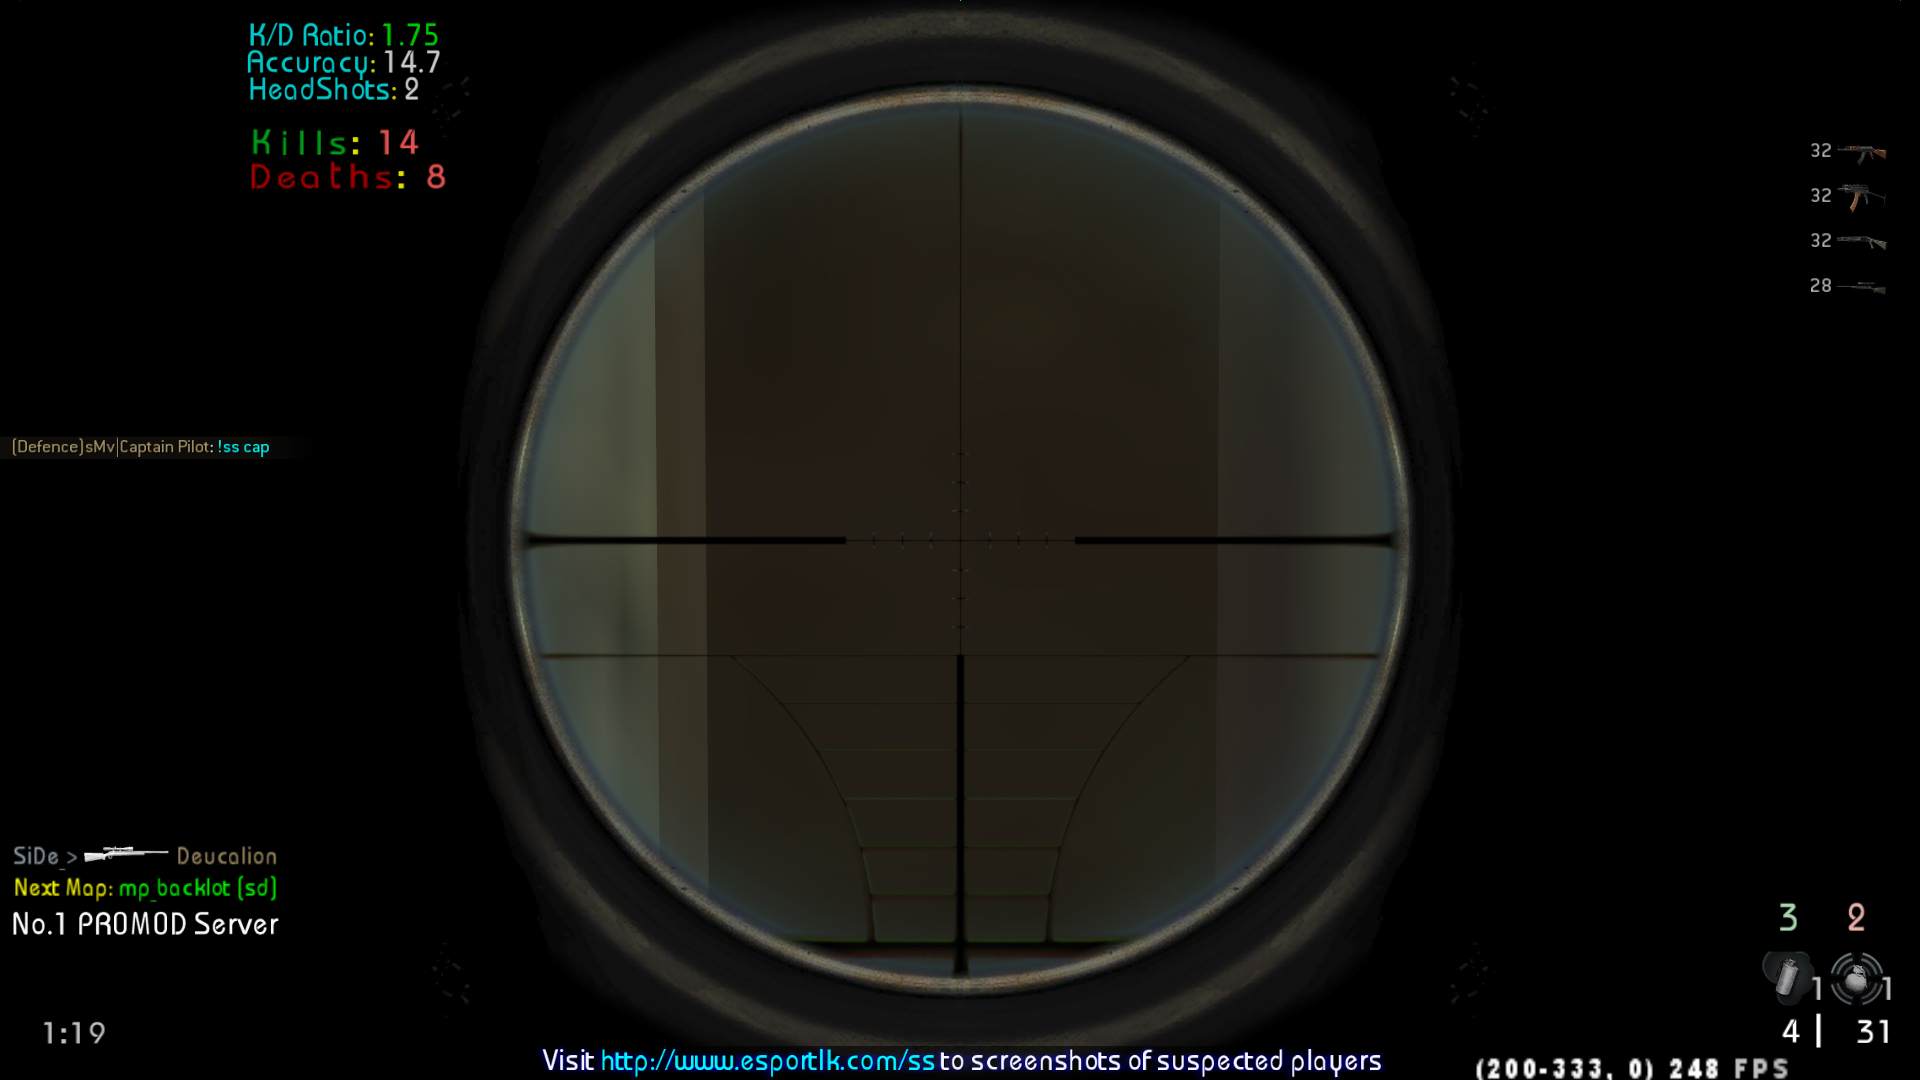 K/D Ratio: 1.75
Accuracy: 14.7
HeadShots: 2
Kills: 14
Deaths: 8
32
32
32
28
(Defence)sMv|Captain Pilot: !ss cap
SiDe_> Deucalion
Next Map: mp_backlot (sd)
No.1 PROMOD Server
3 2
1 1
1:19
4 | 31
Visit http://www.esportlk.com/ss to screenshots of suspected players
(200-333, 0) 248 FPS